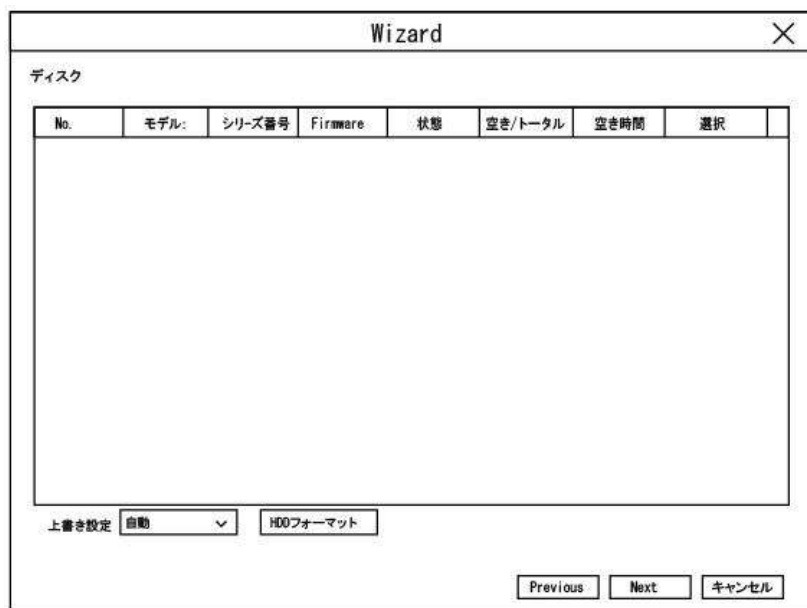 Wizard
ディスク
No. モデル: シリーズ番号 Firmware 状態 空き/トータル 空き時間 選択
上書き設定 自動 HDDフォーマット
Previous Next キャンセル